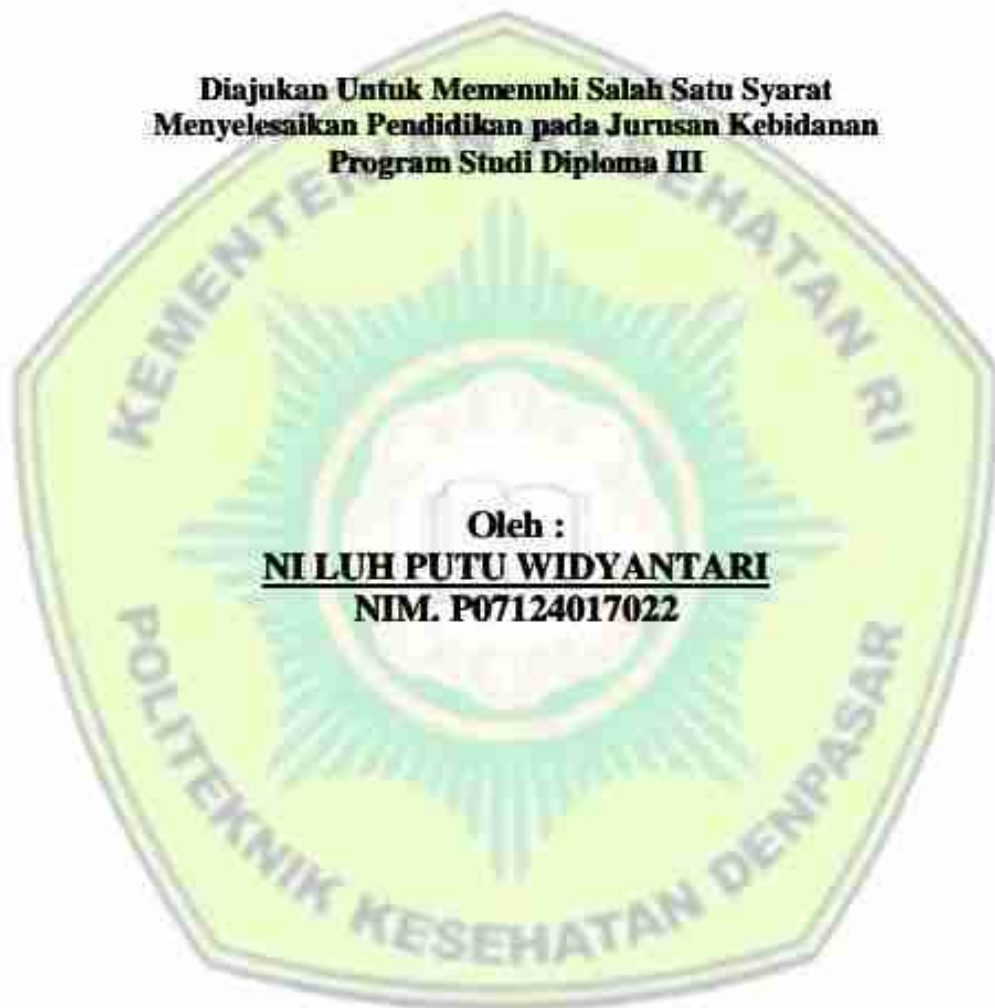 Diajukan Untuk Memenuhi Salah Satu Syarat
Menyelesaikan Pendidikan pada Jurusan Kebidanan
Program Studi Diploma III
KEMENTERIAN KESEHATAN RI
Oleh :
NI LUH PUTU WIDYANTARI
NIM. P07124017022
POLITEKNIK KESEHATAN DENPASAR